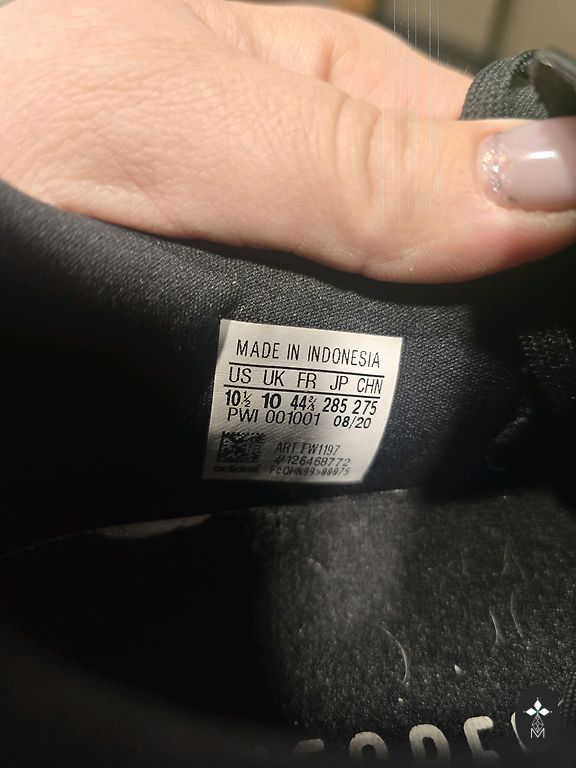 MADE IN INDONESIA
US UK FR JP CHN
10½ 10 44⅔ 285 275
PWI 001001 08/20
ART FW1197
#126468772
adidas